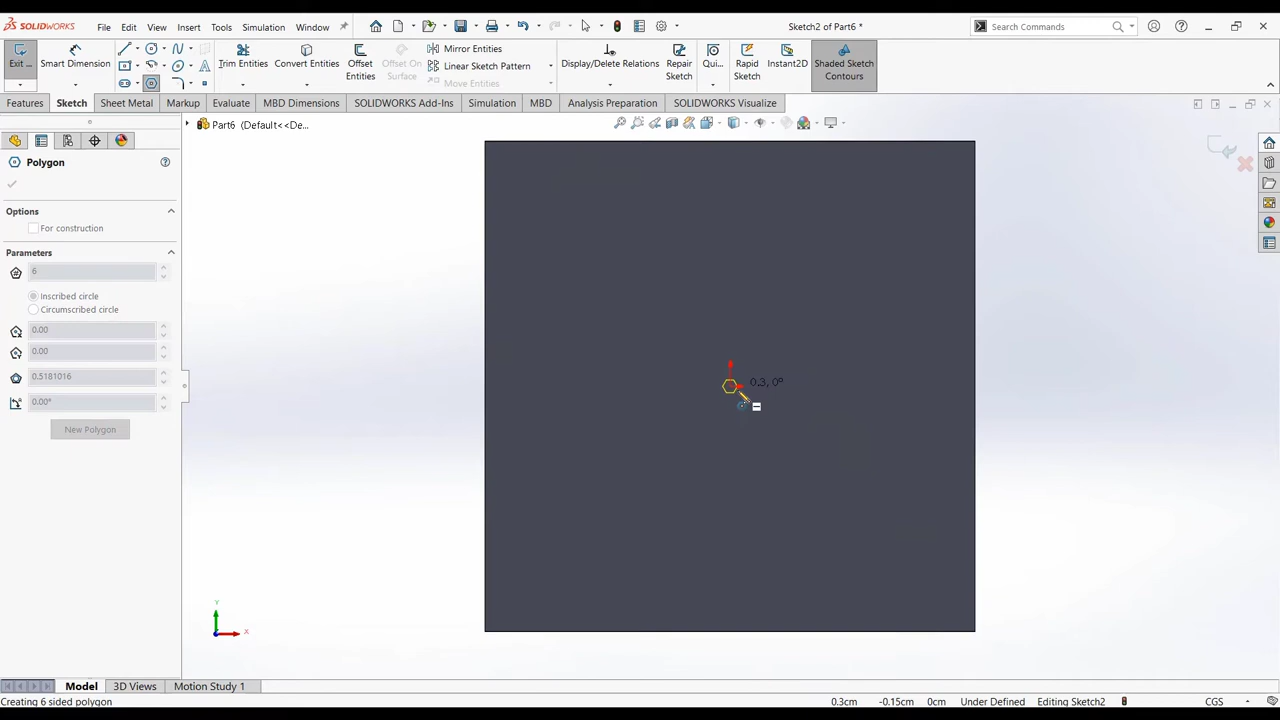 SOLIDWORKS File Edit View Insert Tools Simulation Window Sketch2 of Part6 * Search Commands
Exit ... Smart Dimension Trim Entities Convert Entities Offset Entities Offset On Surface Mirror Entities Linear Sketch Pattern Move Entities Display/Delete Relations Repair Sketch Qui... Rapid Sketch Instant2D Shaded Sketch Contours
Features Sketch Sheet Metal Markup Evaluate MBD Dimensions SOLIDWORKS Add-Ins Simulation MBD Analysis Preparation SOLIDWORKS Visualize
Part6 (Default<<De...
Polygon
Options
For construction
Parameters
6
Inscribed circle
Circumscribed circle
0.00
0.00
0.5181016
0.00°
New Polygon
0.3, 0°
Y
X
Model 3D Views Motion Study 1
Creating 6 sided polygon 0.3cm -0.15cm 0cm Under Defined Editing Sketch2 CGS